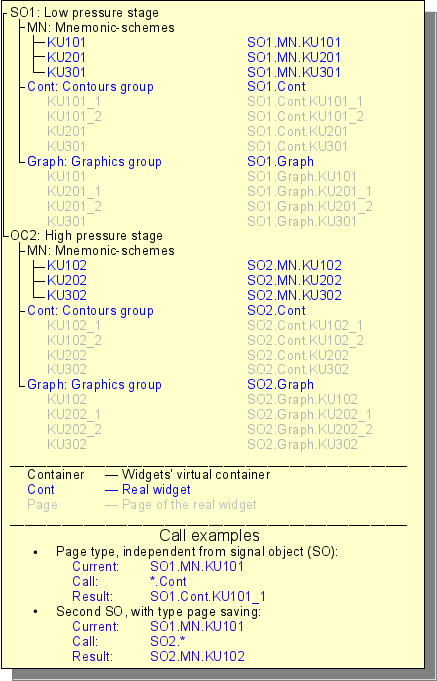 SO1: Low pressure stage
MN: Mnemonic-schemes
KU101 SO1.MN.KU101
KU201 SO1.MN.KU201
KU301 SO1.MN.KU301
Cont: Contours group SO1.Cont
KU101_1 SO1.Cont.KU101_1
KU101_2 SO1.Cont.KU101_2
KU201 SO1.Cont.KU201
KU301 SO1.Cont.KU301
Graph: Graphics group SO1.Graph
KU101 SO1.Graph.KU101
KU201_1 SO1.Graph.KU201_1
KU201_2 SO1.Graph.KU201_2
KU301 SO1.Graph.KU301
OC2: High pressure stage
MN: Mnemonic-schemes
KU102 SO2.MN.KU102
KU202 SO2.MN.KU202
KU302 SO2.MN.KU302
Cont: Contours group SO2.Cont
KU102_1 SO2.Cont.KU102_1
KU102_2 SO2.Cont.KU102_2
KU202 SO2.Cont.KU202
KU302 SO2.Cont.KU302
Graph: Graphics group SO2.Graph
KU102 SO2.Graph.KU102
KU202_1 SO2.Graph.KU202_1
KU202_2 SO2.Graph.KU202_2
KU302 SO2.Graph.KU302
Container — Widgets' virtual container
Cont — Real widget
Page — Page of the real widget
Call examples
• Page type, independent from signal object (SO):
Current: SO1.MN.KU101
Call: *.Cont
Result: SO1.Cont.KU101_1
• Second SO, with type page saving:
Current: SO1.MN.KU101
Call: SO2.*
Result: SO2.MN.KU102